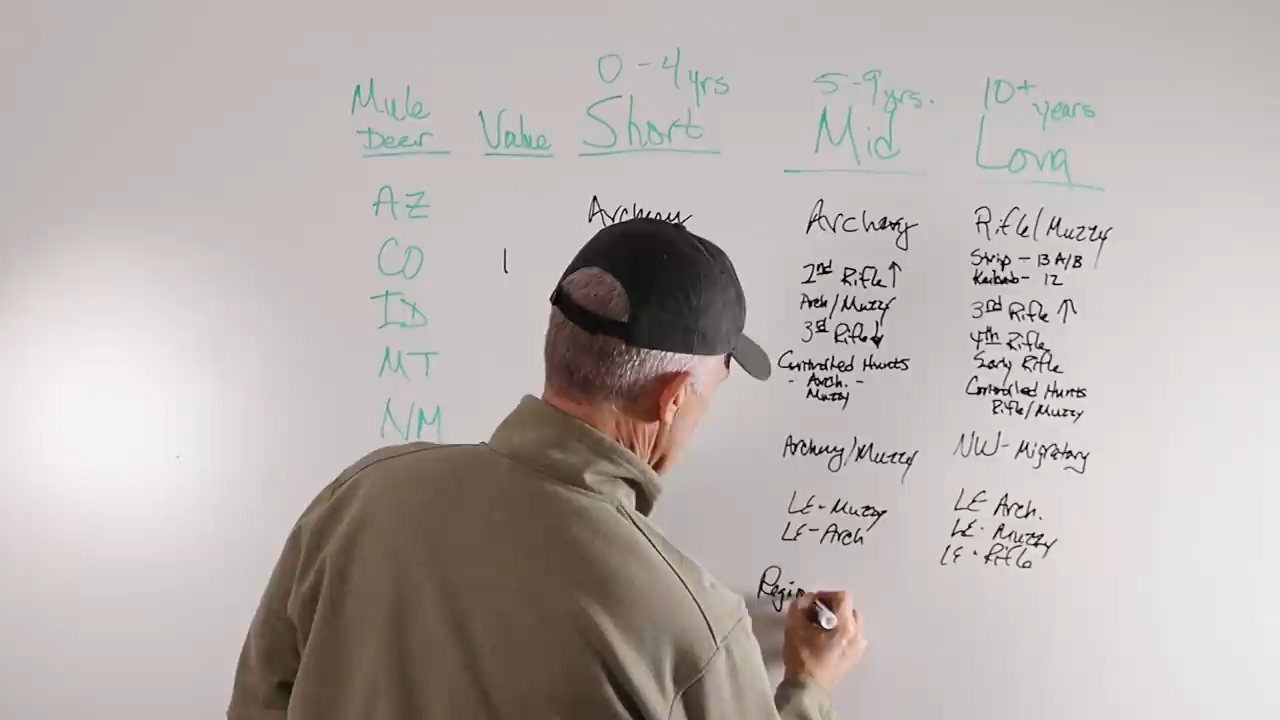 0-4 yrs
5-9 yrs.
10+ years
Mule Deer
Value
Short
Mid
Long
AZ
Archery
Archery
Rifle/Muzzy
Strip - 13 A/B
Kaibab - 12
CO
1
2nd Rifle ↑
Arch/Muzzy
3rd Rifle ↓
3rd Rifle ↑
4th Rifle
Early Rifle
ID
MT
Controlled Hunts
- Arch. -
Muzzy
Controlled Hunts
Rifle/Muzzy
NM
Archery/Muzzy
NW - Migratory
LE - Muzzy
LE - Arch
LE Arch.
LE - Muzzy
LE - Rifle
Regi